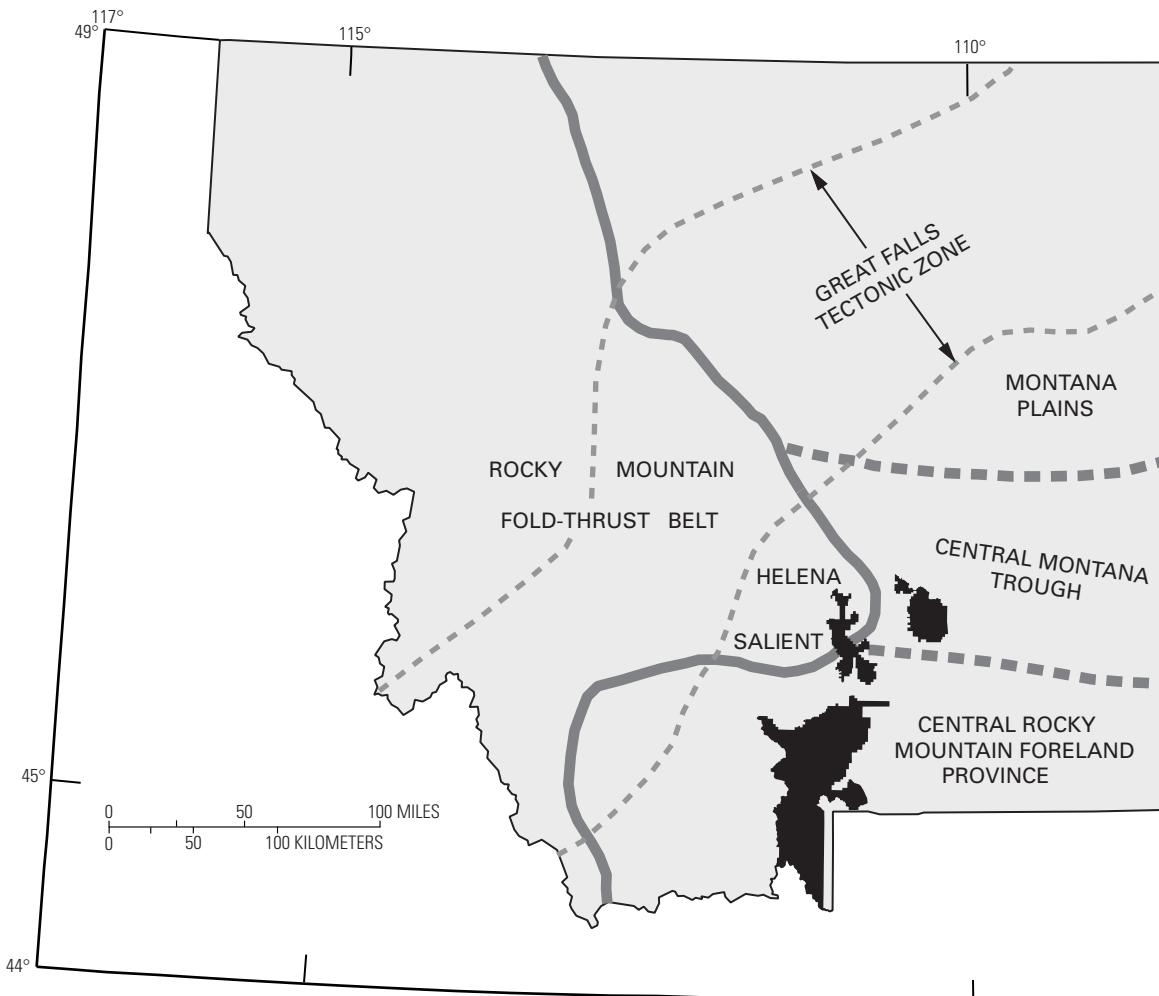 117°
49°
115°
110°
GREAT FALLS
TECTONIC ZONE
MONTANA
PLAINS
ROCKY MOUNTAIN
FOLD-THRUST BELT
CENTRAL MONTANA
TROUGH
HELENA
SALIENT
CENTRAL ROCKY
MOUNTAIN FORELAND
PROVINCE
45°
0 50 100 MILES
0 50 100 KILOMETERS
44°